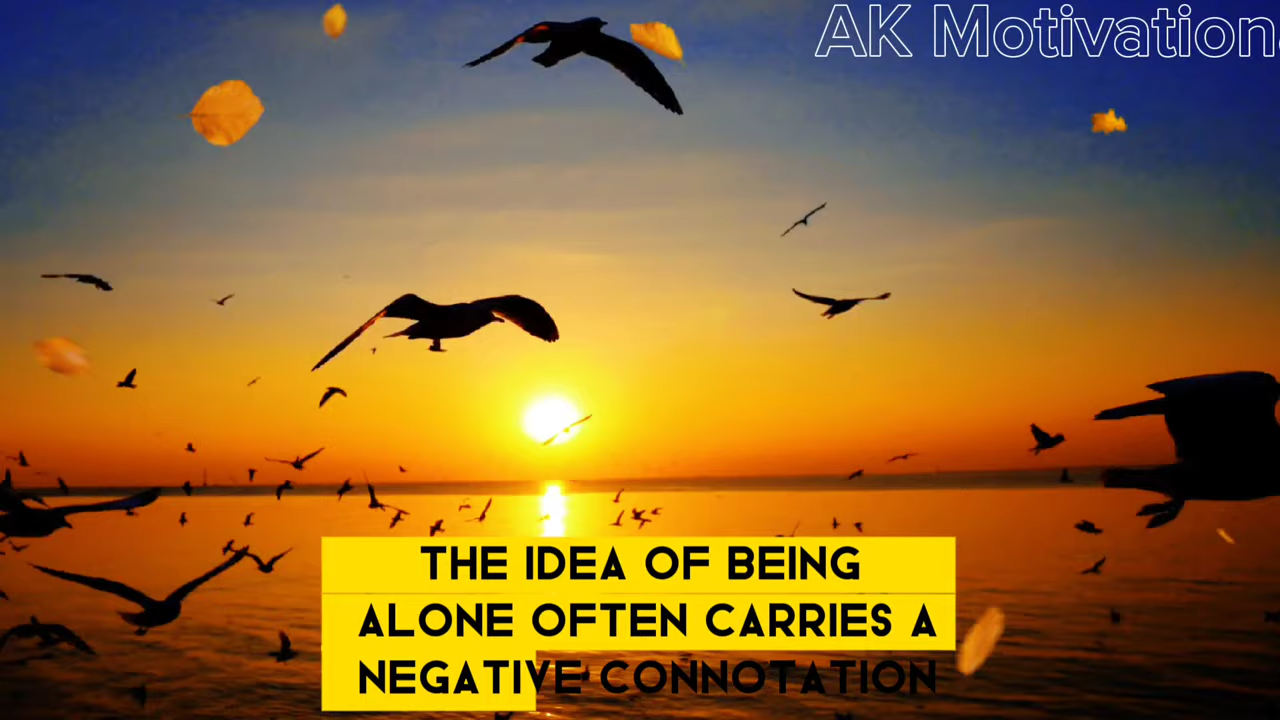 AK Motivation
THE IDEA OF BEING
ALONE OFTEN CARRIES A
NEGATIVE CONNOTATION